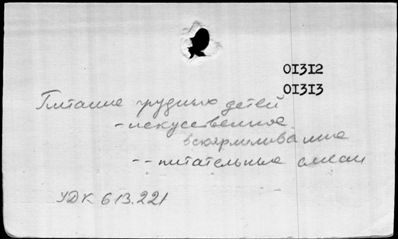 01312
01313
Питание грудных детей
- искусственное
вскармливание
-- питательные смеси
УДК 613.221